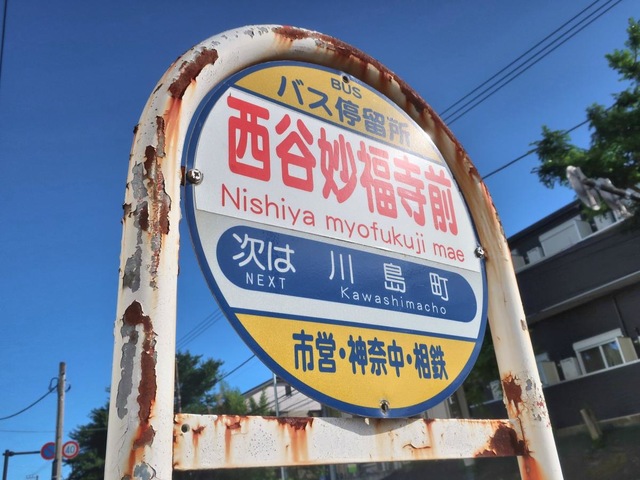 BUS
バス停留所
西谷妙福寺前
Nishiya myofukuji mae
次は 川島町
NEXT Kawashimacho
市営・神奈中・相鉄
40